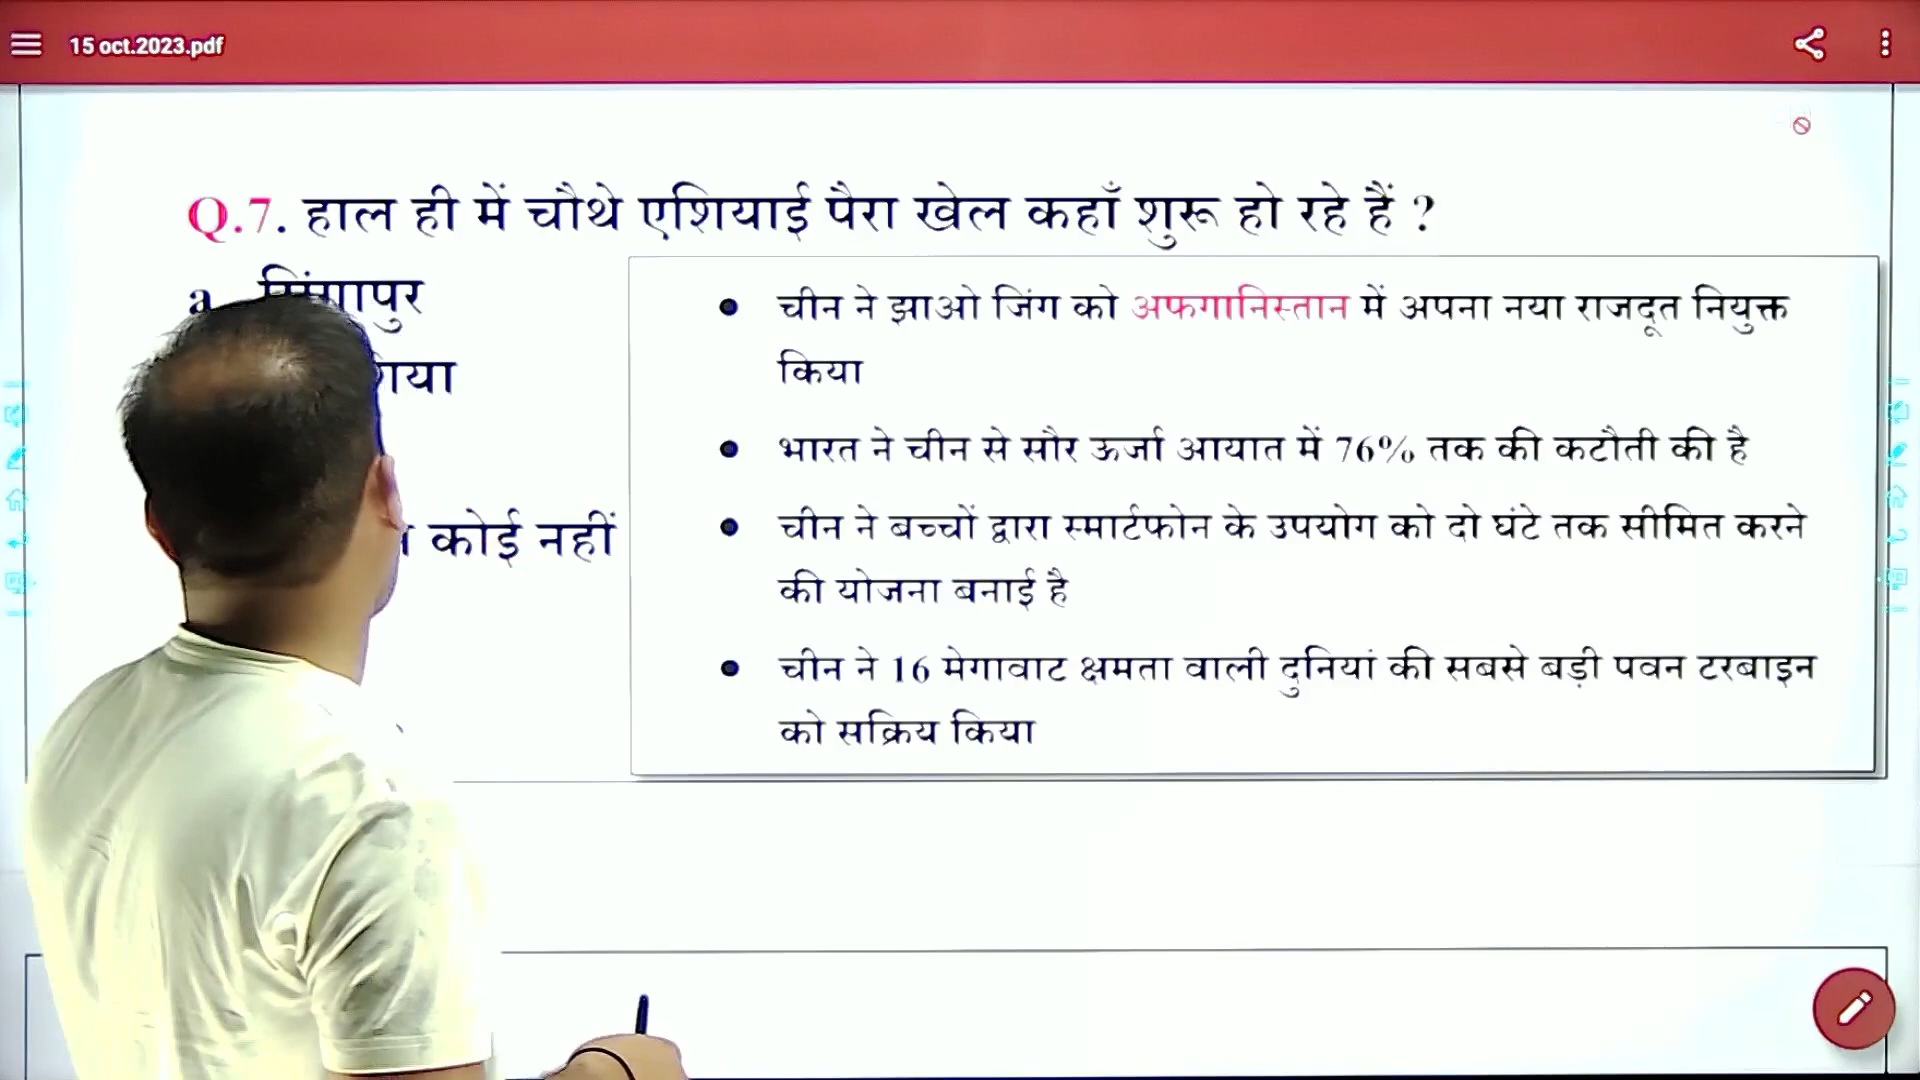 15 oct.2023.pdf
Q.7. हाल ही में चौथे एशियाई पैरा खेल कहाँ शुरू हो रहे हैं ?
a. सिंगापुर
कोई नहीं
चीन ने झाओ जिंग को अफगानिस्तान में अपना नया राजदूत नियुक्त
किया
भारत ने चीन से सौर ऊर्जा आयात में 76% तक की कटौती की है
चीन ने बच्चों द्वारा स्मार्टफोन के उपयोग को दो घंटे तक सीमित करने
की योजना बनाई है
चीन ने 16 मेगावाट क्षमता वाली दुनियां की सबसे बड़ी पवन टरबाइन
को सक्रिय किया